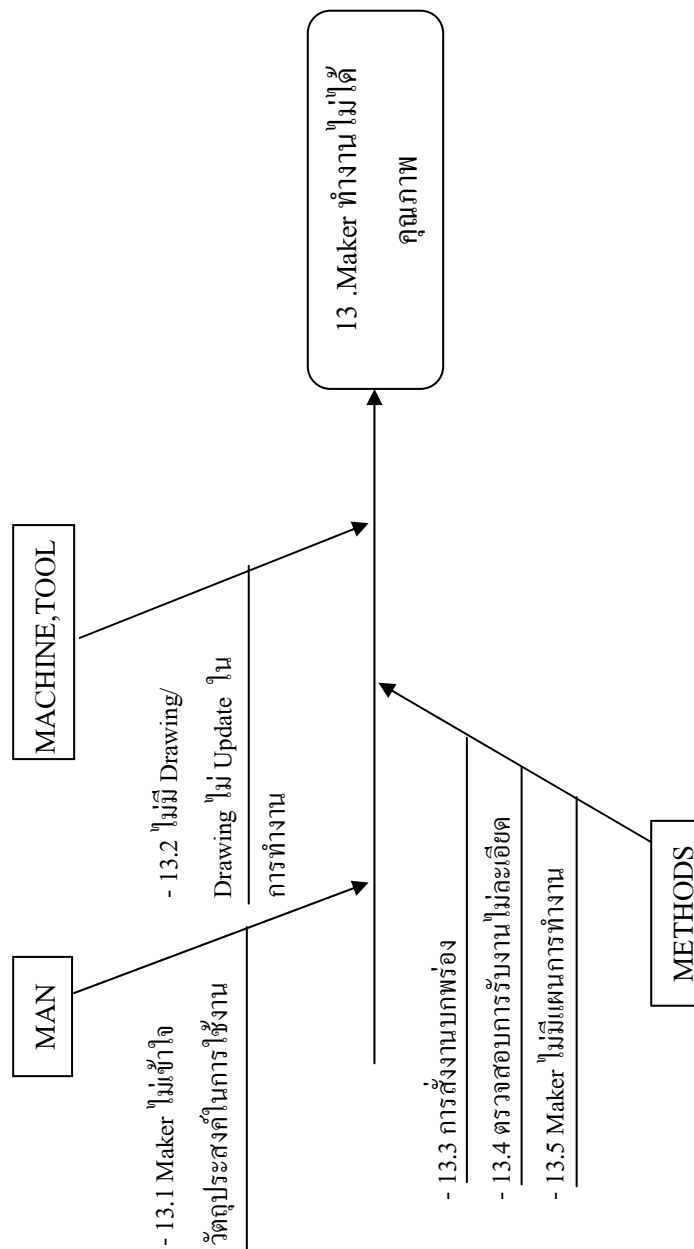 MAN
- 13.1 Maker ไม่เข้าใจ
วัตถุประสงค์ในการใช้งาน
MACHINE,TOOL
- 13.2 ไม่มี Drawing/
Drawing ไม่ Update ใน
การทำงาน
13 .Maker ทำงานไม่ได้
คุณภาพ
- 13.3 การสั่งงานบกพร่อง
- 13.4 ตรวจสอบการรับงานไม่ละเอียด
- 13.5 Maker ไม่มีแผนการทำงาน
METHODS